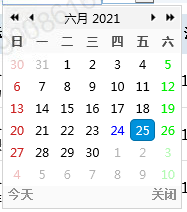 六月 2021
日 一 二 三 四 五 六
30 31 1 2 3 4 5
6 7 8 9 10 11 12
13 14 15 16 17 18 19
20 21 22 23 24 25 26
27 28 29 30 1 2 3
4 5 6 7 8 9 10
今天 关闭